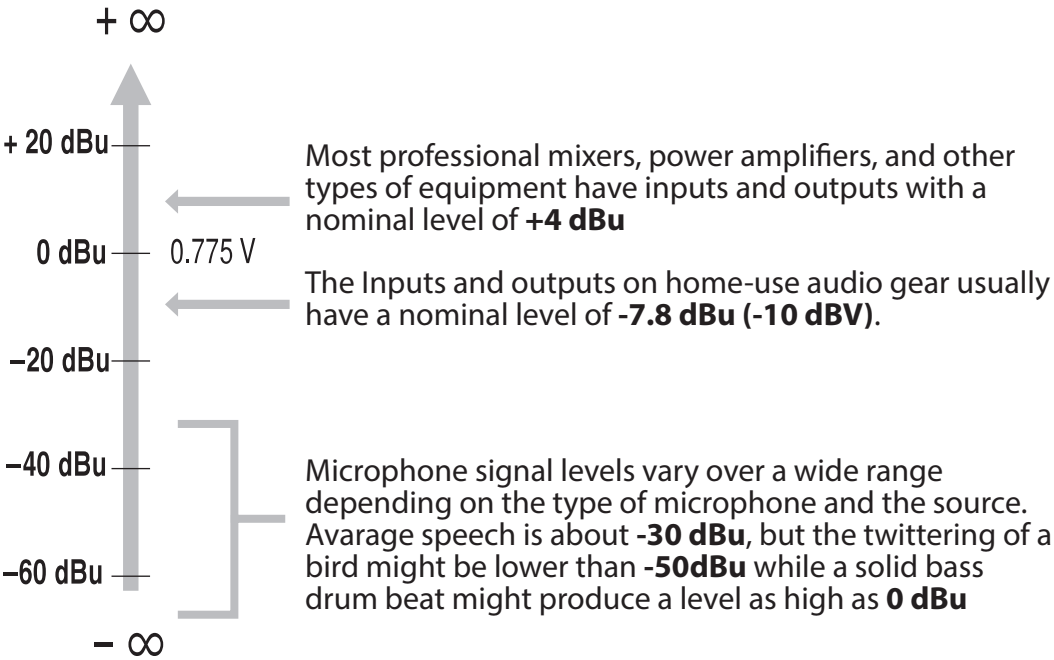 + ∞
+ 20 dBu
Most professional mixers, power amplifiers, and other
types of equipment have inputs and outputs with a
nominal level of +4 dBu
0 dBu
0.775 V
The Inputs and outputs on home-use audio gear usually
have a nominal level of -7.8 dBu (-10 dBV).
–20 dBu
–40 dBu
Microphone signal levels vary over a wide range
depending on the type of microphone and the source.
Avarage speech is about -30 dBu, but the twittering of a
bird might be lower than -50dBu while a solid bass
drum beat might produce a level as high as 0 dBu
–60 dBu
– ∞